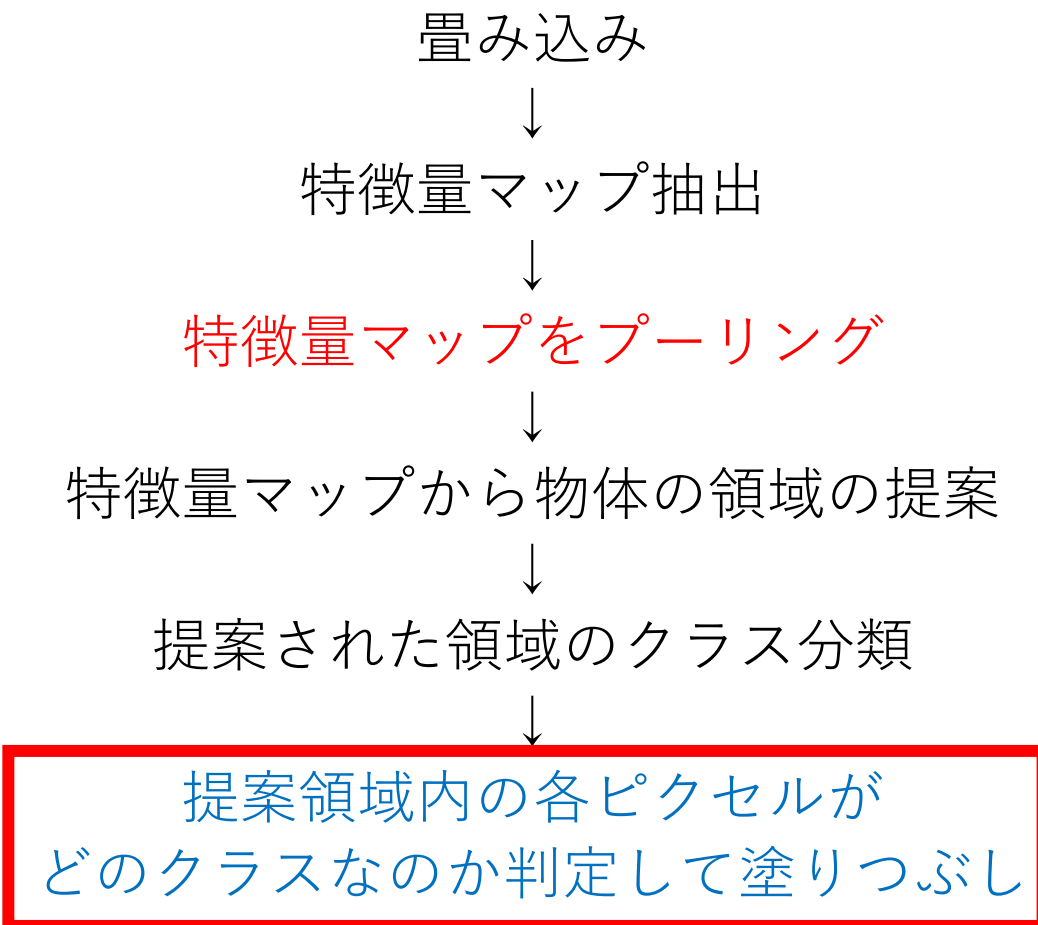 畳み込み
↓
特徴量マップ抽出
↓
特徴量マップをプーリング
↓
特徴量マップから物体の領域の提案
↓
提案された領域のクラス分類
↓
提案領域内の各ピクセルが
どのクラスなのか判定して塗りつぶし